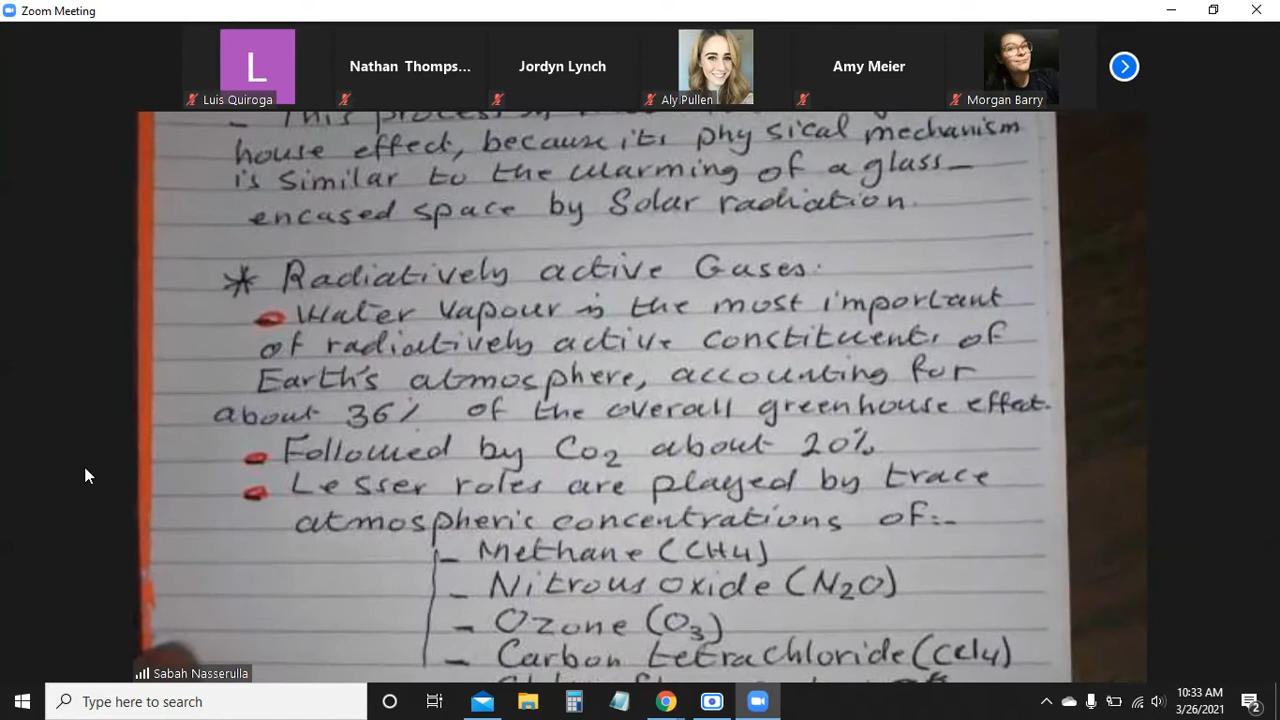 Zoom Meeting
L
Luis Quiroga
Nathan Thomps...
Jordyn Lynch
Aly Pullen
Amy Meier
Morgan Barry
- This process
house effect, because its physical mechanism
is similar to the warming of a glass-
encased space by Solar radiation.
* Radiatively active Gases:
Water Vapour is the most important
of radiatively active constituents of
Earth's atmosphere, accounting for
about 36% of the overall greenhouse effect.
Followed by CO2 about 20%
Lesser roles are played by trace
atmospheric concentrations of:-
- Methane (CH4)
- Nitrous oxide (N2O)
- Ozone (O3)
- Carbon tetrachloride (CCl4)
Sabah Nasserulla
Type here to search
10:33 AM
3/26/2021
2